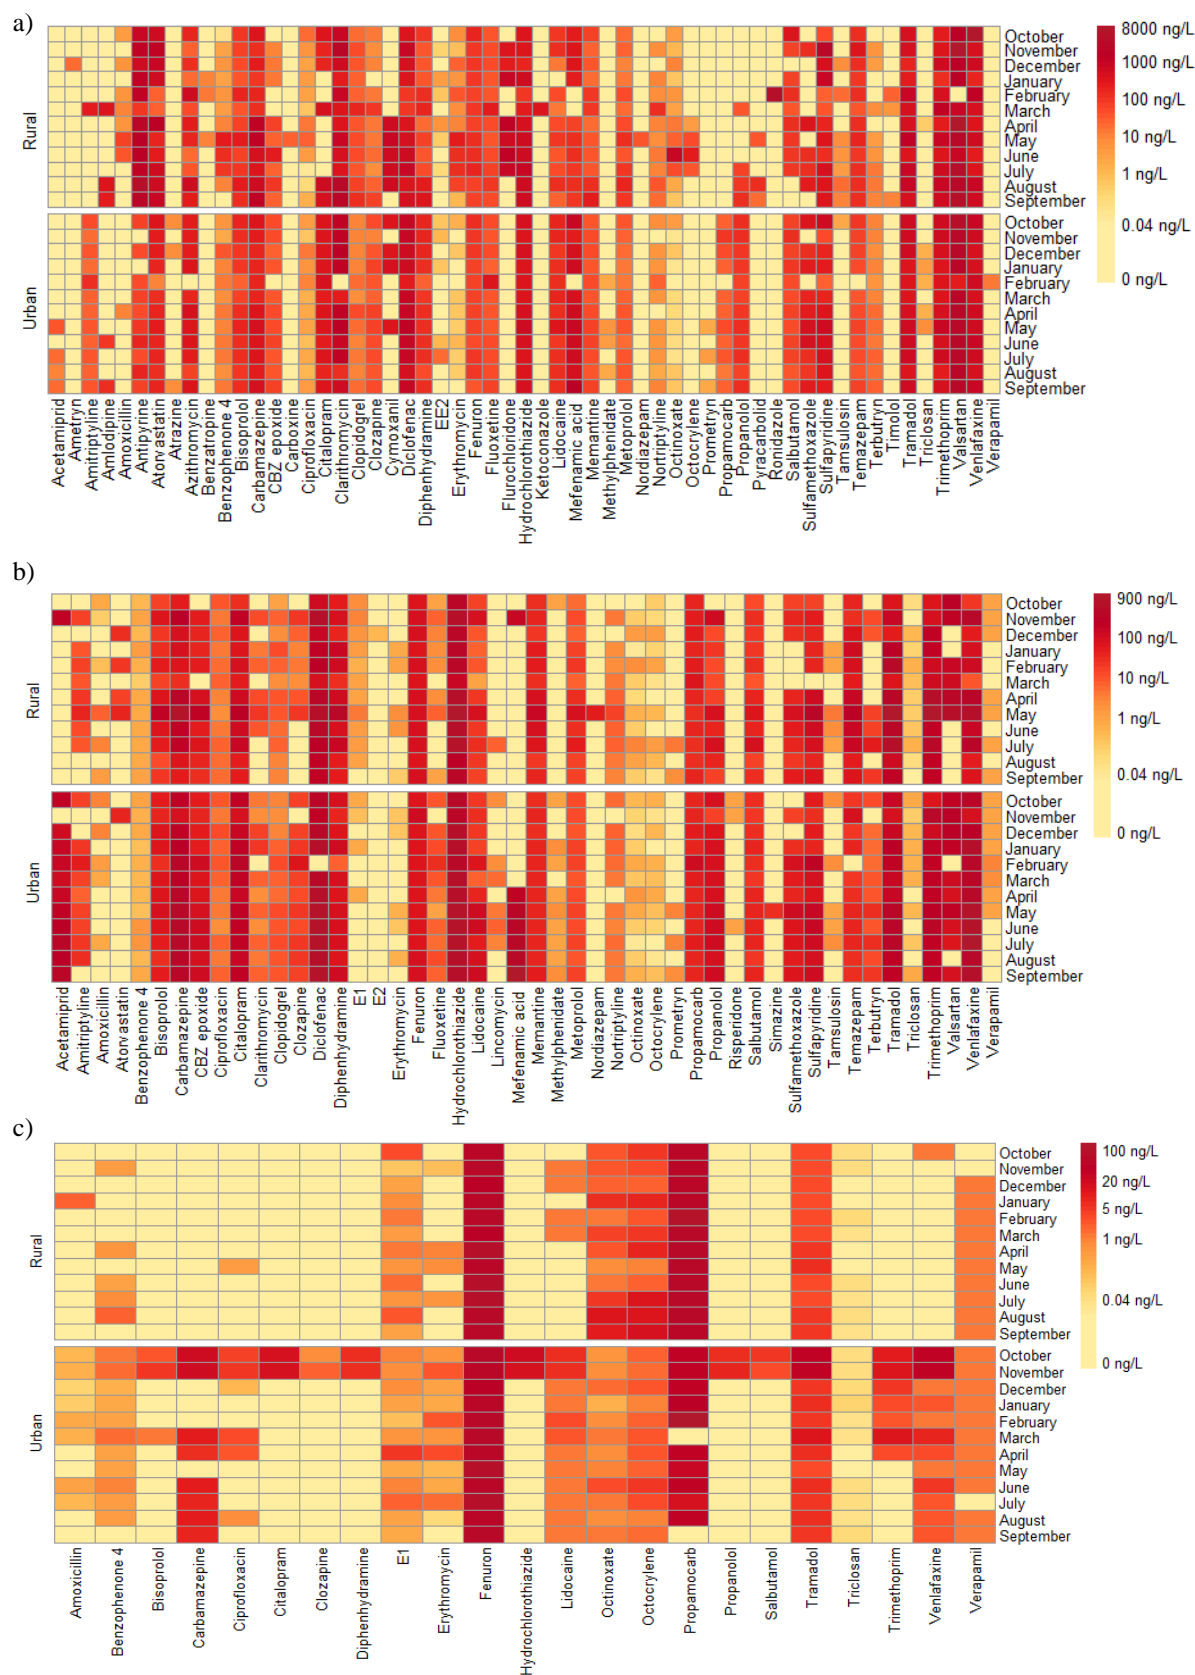 a)
Rural
October
November
December
January
February
March
April
May
June
July
August
September
Urban
October
November
December
January
February
March
April
May
June
July
August
September
8000 ng/L
1000 ng/L
100 ng/L
10 ng/L
1 ng/L
0.04 ng/L
0 ng/L
Acetamiprid
Ametryn
Amitriptyline
Amlodipine
Amoxicillin
Antipyrine
Atorvastatin
Atrazine
Azithromycin
Benzatropine
Benzophenone 4
Bisoprolol
Carbamazepine
CBZ epoxide
Carboxine
Ciprofloxacin
Citalopram
Clarithromycin
Clopidogrel
Clozapine
Cymoxanil
Diclofenac
Diphenhydramine
EE2
Erythromycin
Fenuron
Fluoxetine
Flurochloridone
Hydrochlorothiazide
Ketoconazole
Lidocaine
Mefenamic acid
Memantine
Methylphenidate
Metoprolol
Nordiazepam
Nortriptyline
Octinoxate
Octocrylene
Prometryn
Propamocarb
Propanolol
Pyracarbolid
Ronidazole
Salbutamol
Sulfamethoxazole
Sulfapyridine
Tamsulosin
Temazepam
Terbutryn
Timolol
Tramadol
Triclosan
Trimethoprim
Valsartan
Venlafaxine
Verapamil
b)
Rural
October
November
December
January
February
March
April
May
June
July
August
September
Urban
October
November
December
January
February
March
April
May
June
July
August
September
900 ng/L
100 ng/L
10 ng/L
1 ng/L
0.04 ng/L
0 ng/L
Acetamiprid
Amitriptyline
Amoxicillin
Atorvastatin
Benzophenone 4
Bisoprolol
Carbamazepine
CBZ epoxide
Ciprofloxacin
Citalopram
Clarithromycin
Clopidogrel
Clozapine
Diclofenac
Diphenhydramine
E1
E2
Erythromycin
Fenuron
Fluoxetine
Hydrochlorothiazide
Lidocaine
Lincomycin
Mefenamic acid
Memantine
Methylphenidate
Metoprolol
Nordiazepam
Nortriptyline
Octinoxate
Octocrylene
Prometryn
Propamocarb
Propanolol
Risperidone
Salbutamol
Simazine
Sulfamethoxazole
Sulfapyridine
Tamsulosin
Temazepam
Terbutryn
Tramadol
Triclosan
Trimethoprim
Valsartan
Venlafaxine
Verapamil
c)
Rural
October
November
December
January
February
March
April
May
June
July
August
September
Urban
October
November
December
January
February
March
April
May
June
July
August
September
100 ng/L
20 ng/L
5 ng/L
1 ng/L
0.04 ng/L
0 ng/L
Amoxicillin
Benzophenone 4
Bisoprolol
Carbamazepine
Ciprofloxacin
Citalopram
Clozapine
Diphenhydramine
E1
Erythromycin
Fenuron
Hydrochlorothiazide
Lidocaine
Octinoxate
Octocrylene
Propamocarb
Propanolol
Salbutamol
Tramadol
Triclosan
Trimethoprim
Venlafaxine
Verapamil